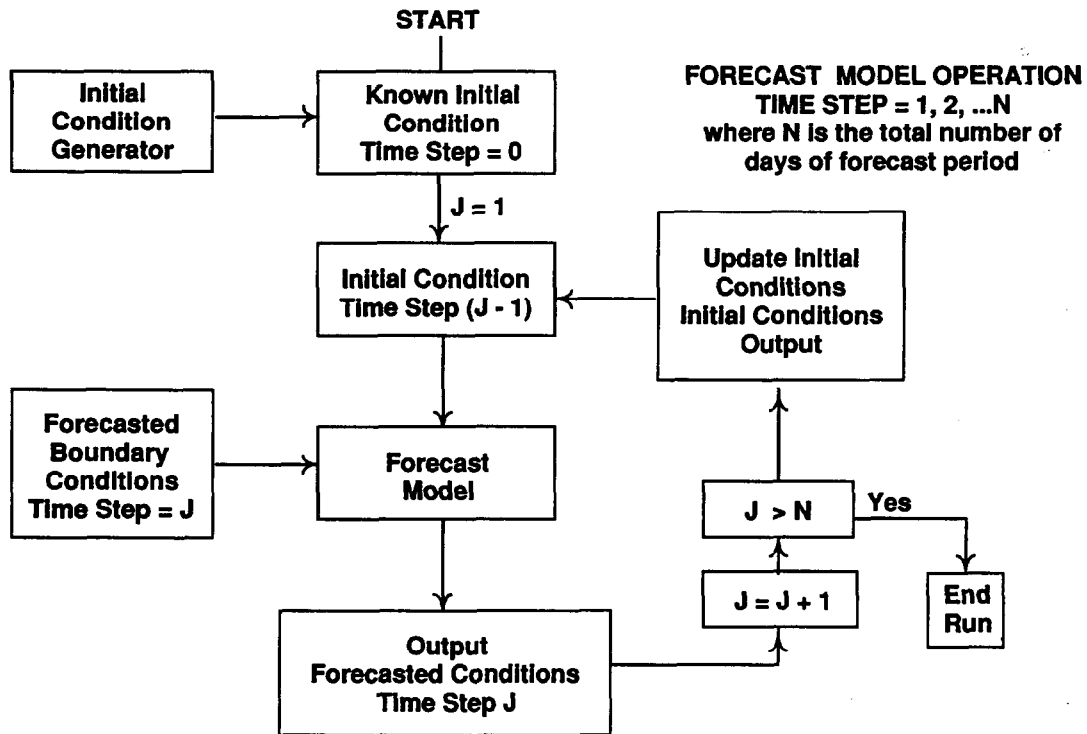 START
Initial
Condition
Generator
Known Initial
Condition
Time Step = 0
FORECAST MODEL OPERATION
TIME STEP = 1, 2, ...N
where N is the total number of
days of forecast period
J = 1
Initial Condition
Time Step (J - 1)
Update Initial
Conditions
Initial Conditions
Output
Forecasted
Boundary
Conditions
Time Step = J
Forecast
Model
J > N
Yes
J = J + 1
End
Run
Output
Forecasted Conditions
Time Step J